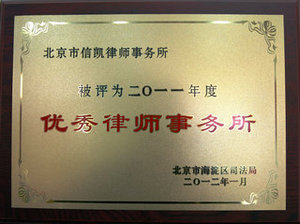 北京市信凯律师事务所
被评为二〇一一年度
优秀律师事务所
北京市海淀区司法局
二〇一二年一月